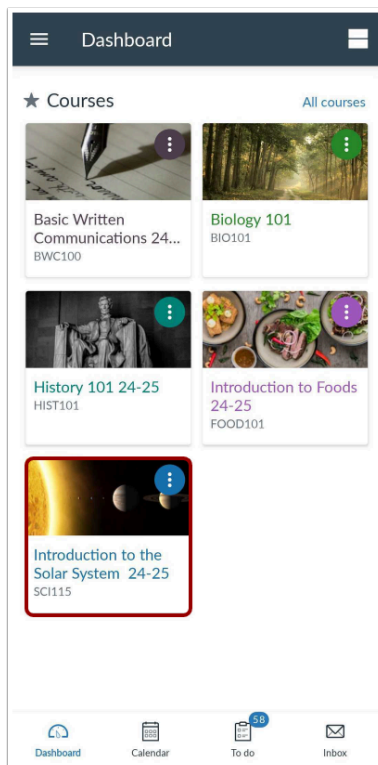 Dashboard
Courses
All courses
Basic Written
Communications 24...
BWC100
Biology 101
BIO101
History 101 24-25
HIST101
Introduction to Foods
24-25
FOOD101
Introduction to the
Solar System 24-25
SCI115
58
Dashboard
Calendar
To do
Inbox